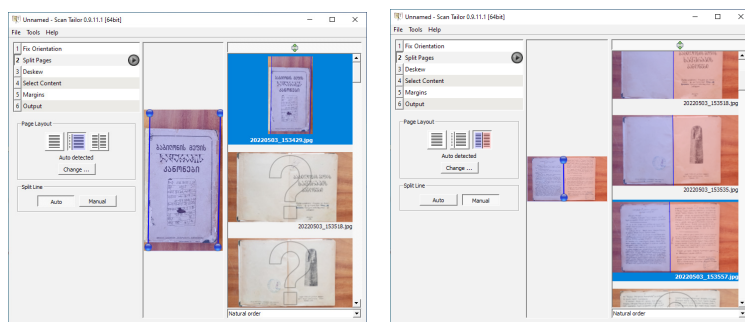 Unnamed - Scan Tailor 0.9.11.1 [64bit]
File Tools Help
1 Fix Orientation
2 Split Pages
3 Deskew
4 Select Content
5 Margins
6 Output
Page Layout
Auto detected
Change ...
Split Line
Auto Manual
ბაბილონის მეფის
კანონები
20220503_153429.jpg
20220503_153518.jpg
Natural order
Unnamed - Scan Tailor 0.9.11.1 [64bit]
File Tools Help
1 Fix Orientation
2 Split Pages
3 Deskew
4 Select Content
5 Margins
6 Output
Page Layout
Auto detected
Change ...
Split Line
Auto Manual
20220503_153518.jpg
20220503_153535.jpg
20220503_153557.jpg
Natural order